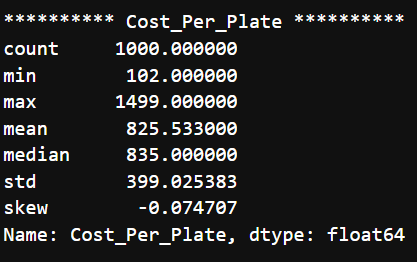 ********** Cost_Per_Plate **********
count     1000.000000
min        102.000000
max       1499.000000
mean       825.533000
median     835.000000
std        399.025383
skew        -0.074707
Name: Cost_Per_Plate, dtype: float64